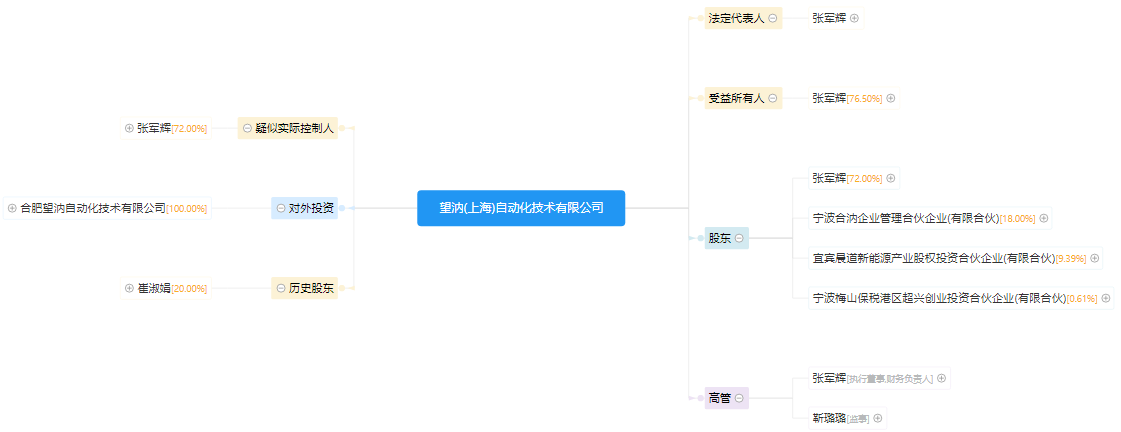 法定代表人
张军辉
受益所有人
张军辉[76.50%]
张军辉[72.00%]
疑似实际控制人
张军辉[72.00%]
合肥望汭自动化技术有限公司[100.00%]
对外投资
望汭(上海)自动化技术有限公司
股东
宁波合汭企业管理合伙企业(有限合伙)[18.00%]
宜宾晨道新能源产业股权投资合伙企业(有限合伙)[9.39%]
宁波梅山保税港区超兴创业投资合伙企业(有限合伙)[0.61%]
崔淑娟[20.00%]
历史股东
高管
张军辉[执行董事,财务负责人]
靳璐璐[监事]